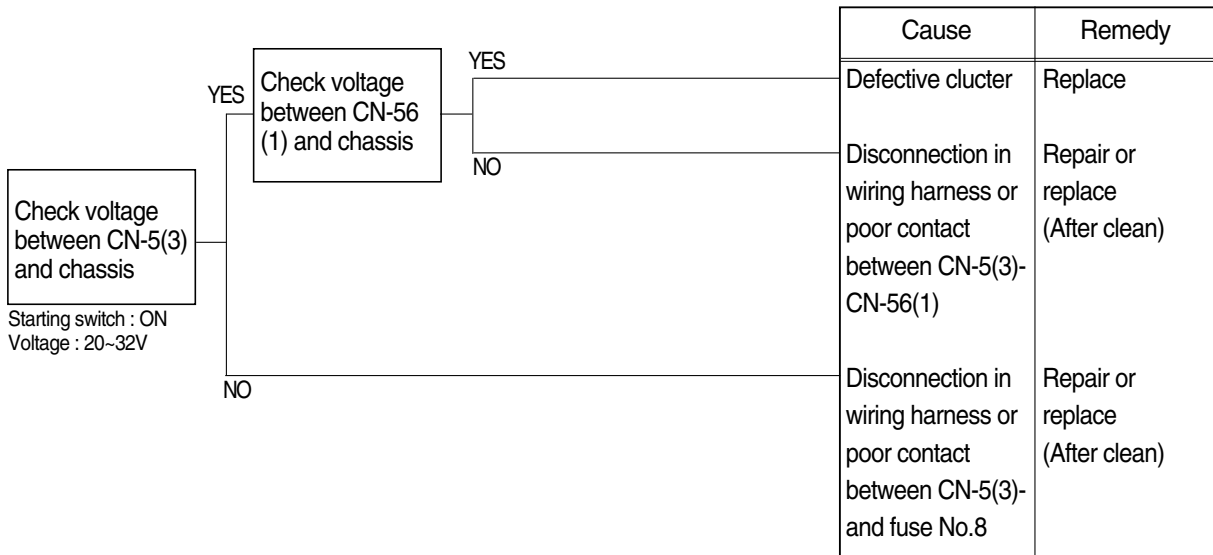 Cause Remedy
YES
Check voltage
between CN-56
(1) and chassis
YES
Defective clucter
Replace
NO
Disconnection in
wiring harness or
poor contact
between CN-5(3)-
CN-56(1)
Repair or
replace
(After clean)
Check voltage
between CN-5(3)
and chassis
Starting switch : ON
Voltage : 20~32V
NO
Disconnection in
wiring harness or
poor contact
between CN-5(3)-
and fuse No.8
Repair or
replace
(After clean)